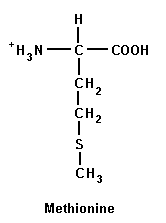 H
⁺H₃N C COOH
CH₂
CH₂
S
CH₃
Methionine